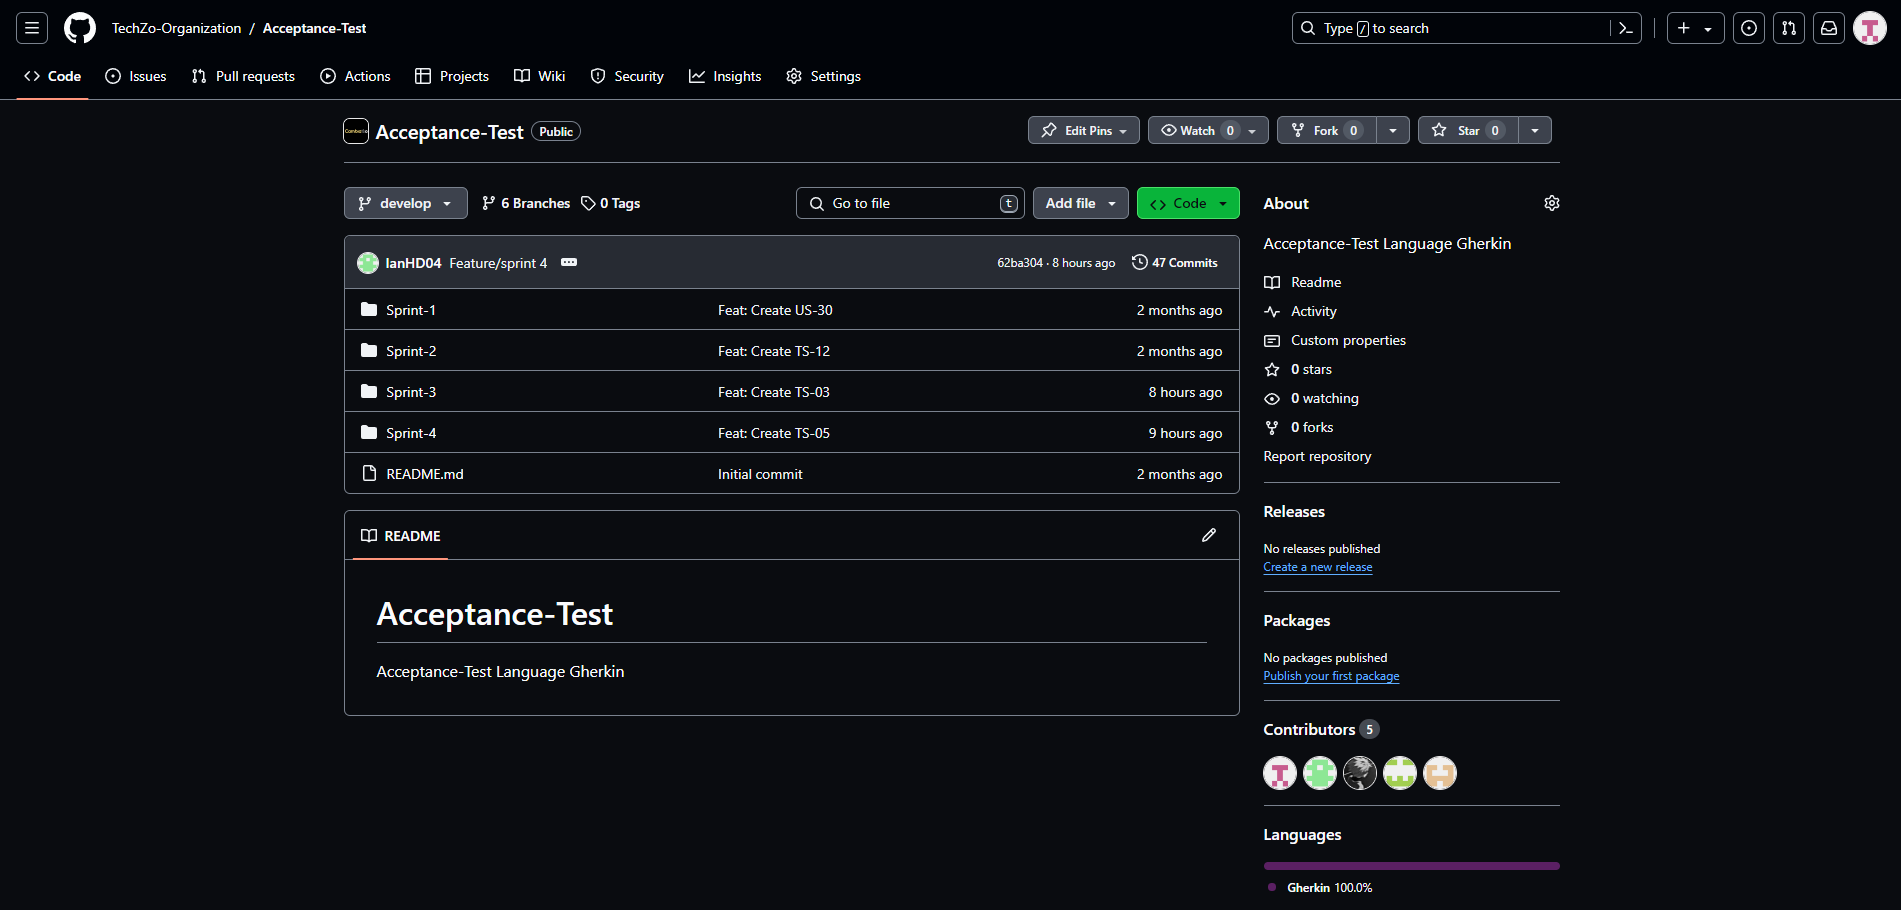 TechZo-Organization / Acceptance-Test
Type / to search
Code Issues Pull requests Actions Projects Wiki Security Insights Settings
Acceptance-Test Public
Edit Pins Watch 0 Fork 0 Star 0
develop 6 Branches 0 Tags Go to file t Add file Code
IanHD04 Feature/sprint 4 62ba304 · 8 hours ago 47 Commits
Sprint-1 Feat: Create US-30 2 months ago
Sprint-2 Feat: Create TS-12 2 months ago
Sprint-3 Feat: Create TS-03 8 hours ago
Sprint-4 Feat: Create TS-05 9 hours ago
README.md Initial commit 2 months ago
README
Acceptance-Test
Acceptance-Test Language Gherkin
About
Acceptance-Test Language Gherkin
Readme
Activity
Custom properties
0 stars
0 watching
0 forks
Report repository
Releases
No releases published
Create a new release
Packages
No packages published
Publish your first package
Contributors 5
Languages
Gherkin 100.0%